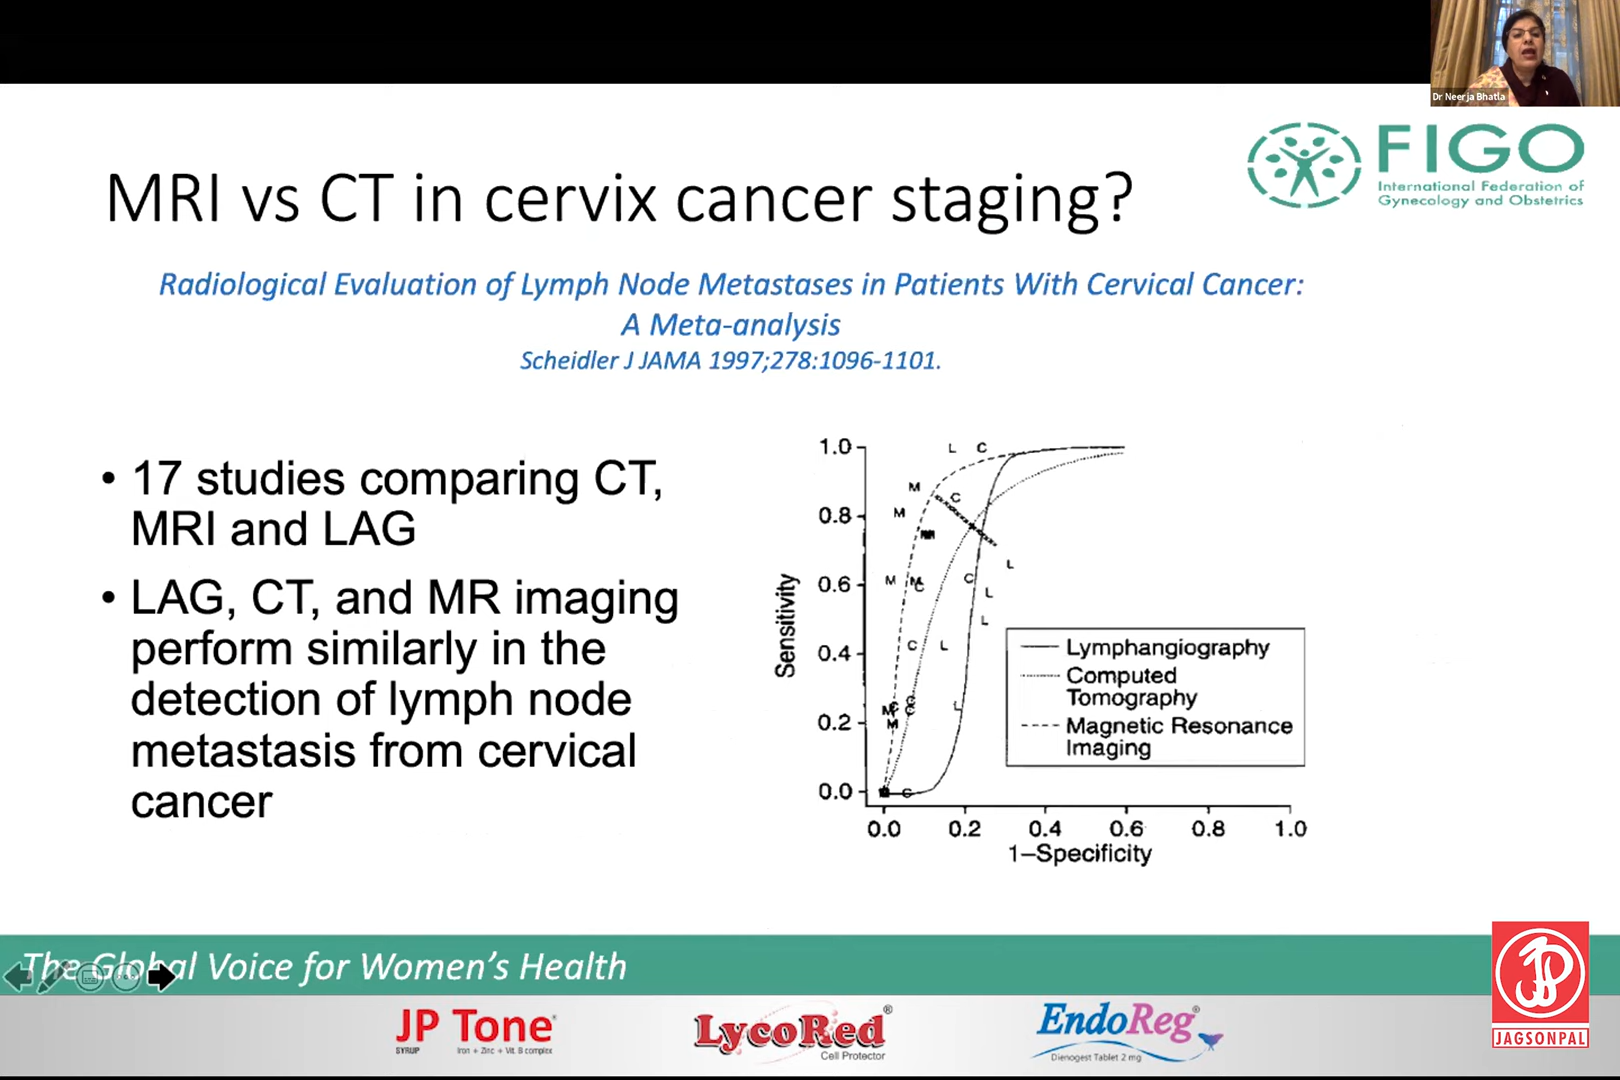 Dr Neerja Bhatla
FIGO
International Federation of
Gynecology and Obstetrics
MRI vs CT in cervix cancer staging?
Radiological Evaluation of Lymph Node Metastases in Patients With Cervical Cancer:
A Meta-analysis
Scheidler J JAMA 1997;278:1096-1101.
• 17 studies comparing CT,
MRI and LAG
• LAG, CT, and MR imaging
perform similarly in the
detection of lymph node
metastasis from cervical
cancer
Sensitivity
1.0
0.8
0.6
0.4
0.2
0.0
L C
M
C
M
L
M
C
L
L
C
L
L
M
C
Lymphangiography
Computed
Tomography
Magnetic Resonance
Imaging
0.0 0.2 0.4 0.6 0.8 1.0
1–Specificity
The Global Voice for Women's Health
JP Tone
SYRUP Iron + Zinc + Vit. B complex
LycoRed®
Cell Protector
EndoReg®
Dienogest Tablet 2 mg
JAGSONPAL